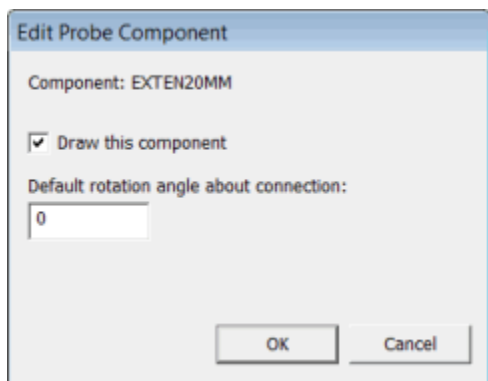 Edit Probe Component
Component: EXTEN20MM
Draw this component
Default rotation angle about connection:
0
OK Cancel